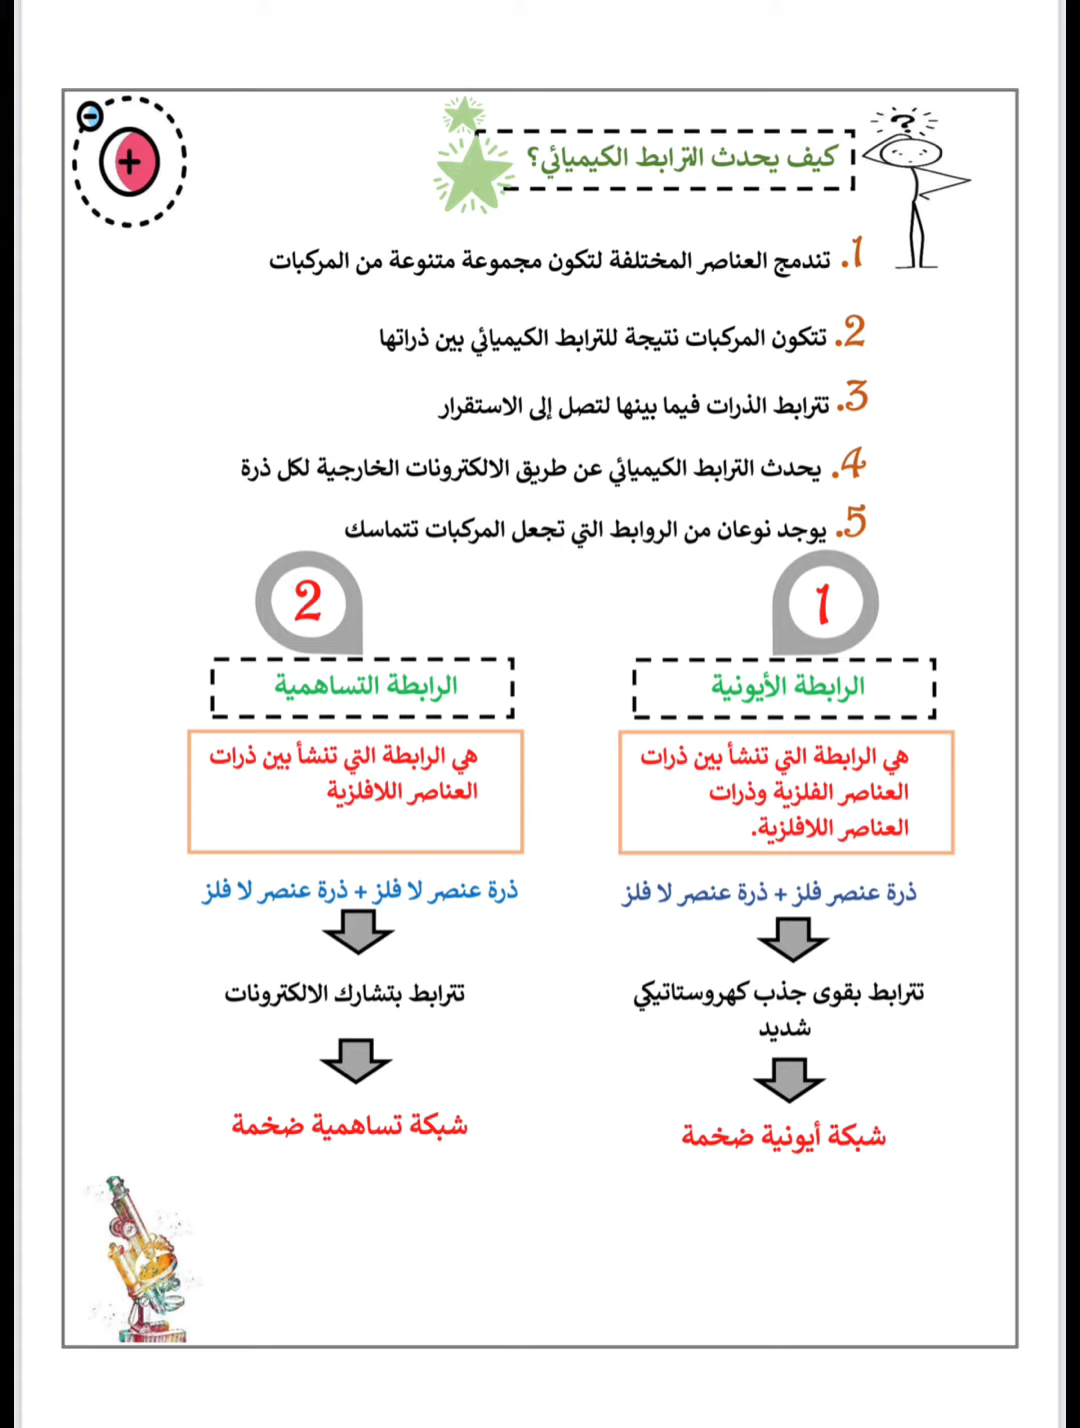 كيف يحدث الترابط الكيميائي؟
?
1. تندمج العناصر المختلفة لتكون مجموعة متنوعة من المركبات
2. تتكون المركبات نتيجة للترابط الكيميائي بين ذراتها
3. تترابط الذرات فيما بينها لتصل إلى الاستقرار
4. يحدث الترابط الكيميائي عن طريق الالكترونات الخارجية لكل ذرة
5. يوجد نوعان من الروابط التي تجعل المركبات تتماسك
1
الرابطة الأيونية
هي الرابطة التي تنشأ بين ذرات
العناصر الفلزية وذرات
العناصر اللافلزية.
ذرة عنصر فلز + ذرة عنصر لا فلز
تترابط بقوى جذب كهروستاتيكي
شديد
شبكة أيونية ضخمة
2
الرابطة التساهمية
هي الرابطة التي تنشأ بين ذرات
العناصر اللافلزية
ذرة عنصر لا فلز + ذرة عنصر لا فلز
تترابط بتشارك الالكترونات
شبكة تساهمية ضخمة